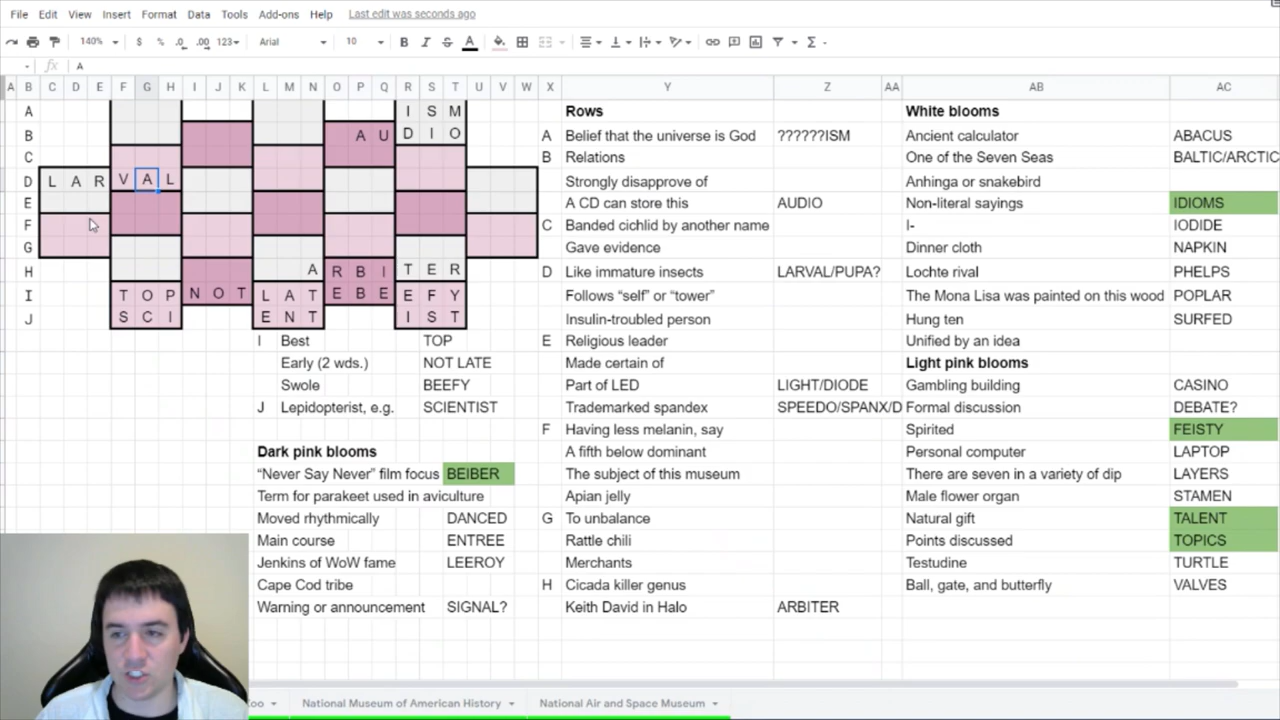 File Edit View Insert Format Data Tools Add-ons Help Last edit was seconds ago
140% $ % .0 .00 123 Arial 10 B I S A
fx A
A B C D E F G H I J K L M N O P Q R S T U V W X Y Z AA AB AC
A I S M Rows White blooms
B A U D I O A Belief that the universe is God ??????ISM Ancient calculator ABACUS
C B Relations One of the Seven Seas BALTIC/ARCTIC
D L A R V A L Strongly disapprove of Anhinga or snakebird
E A CD can store this AUDIO Non-literal sayings IDIOMS
F C Banded cichlid by another name I- IODIDE
G Gave evidence Dinner cloth NAPKIN
H A R B I T E R D Like immature insects LARVAL/PUPA? Lochte rival PHELPS
I T O P N O T L A T E B E E F Y Follows “self” or “tower” The Mona Lisa was painted on this wood POPLAR
J S C I E N T I S T Insulin-troubled person Hung ten SURFED
I Best TOP E Religious leader Unified by an idea
Early (2 wds.) NOT LATE Made certain of Light pink blooms
Swole BEEFY Part of LED LIGHT/DIODE Gambling building CASINO
J Lepidopterist, e.g. SCIENTIST Trademarked spandex SPEEDO/SPANX/D Formal discussion DEBATE?
F Having less melanin, say Spirited FEISTY
Dark pink blooms A fifth below dominant Personal computer LAPTOP
“Never Say Never” film focus BEIBER The subject of this museum There are seven in a variety of dip LAYERS
Term for parakeet used in aviculture Apian jelly Male flower organ STAMEN
Moved rhythmically DANCED G To unbalance Natural gift TALENT
Main course ENTREE Rattle chili Points discussed TOPICS
Jenkins of WoW fame LEEROY Merchants Testudine TURTLE
Cape Cod tribe H Cicada killer genus Ball, gate, and butterfly VALVES
Warning or announcement SIGNAL? Keith David in Halo ARBITER
oo National Museum of American History National Air and Space Museum